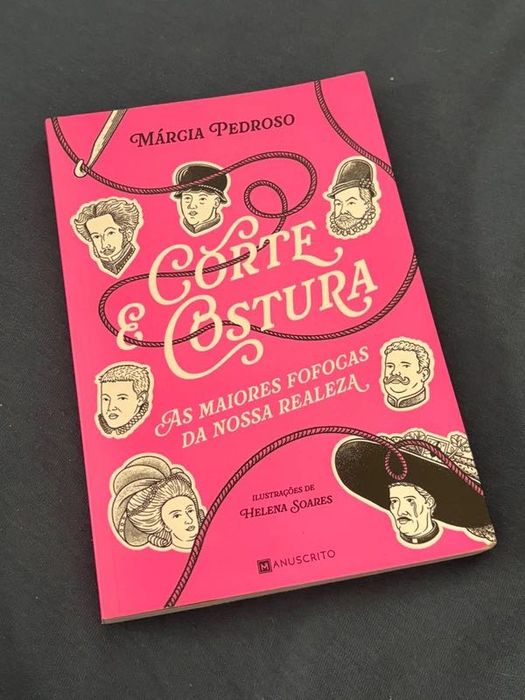 MÁRCIA PEDROSO
CORTE
E COSTURA
AS MAIORES FOFOCAS
DA NOSSA REALEZA
ILUSTRAÇÕES DE
HELENA SOARES
M MANUSCRITO